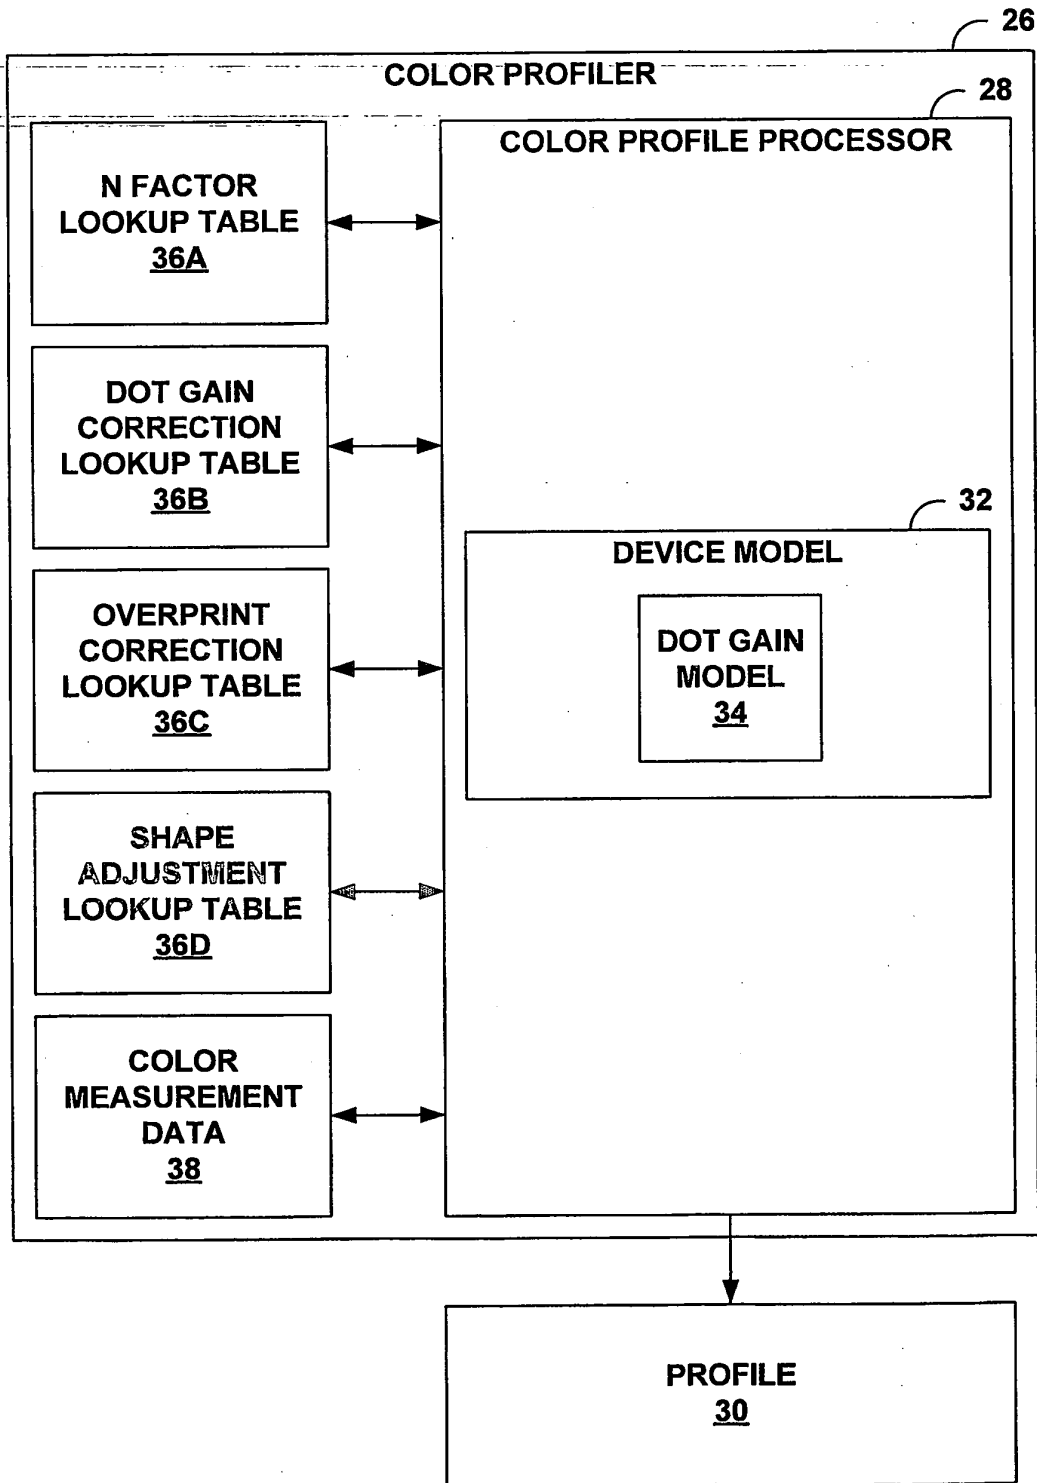 26
COLOR PROFILER
28
COLOR PROFILE PROCESSOR
N FACTOR
LOOKUP TABLE
36A
DOT GAIN
CORRECTION
LOOKUP TABLE
36B
32
DEVICE MODEL
DOT GAIN
MODEL
34
OVERPRINT
CORRECTION
LOOKUP TABLE
36C
SHAPE
ADJUSTMENT
LOOKUP TABLE
36D
COLOR
MEASUREMENT
DATA
38
PROFILE
30